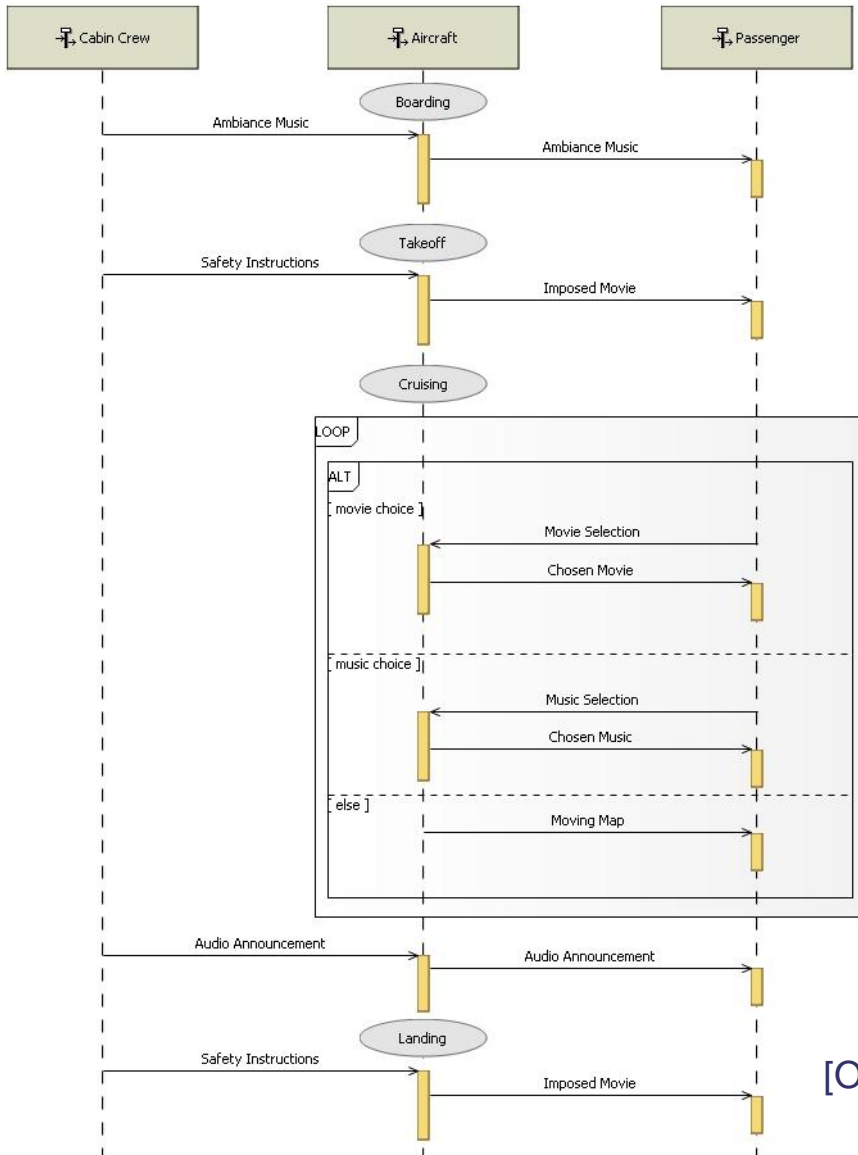 Cabin Crew
Aircraft
Passenger
Boarding
Ambiance Music
Ambiance Music
Takeoff
Safety Instructions
Imposed Movie
Cruising
LOOP
ALT
[ movie choice ]
Movie Selection
Chosen Movie
[ music choice ]
Music Selection
Chosen Music
[ else ]
Moving Map
Audio Announcement
Audio Announcement
Landing
Safety Instructions
Imposed Movie
[O